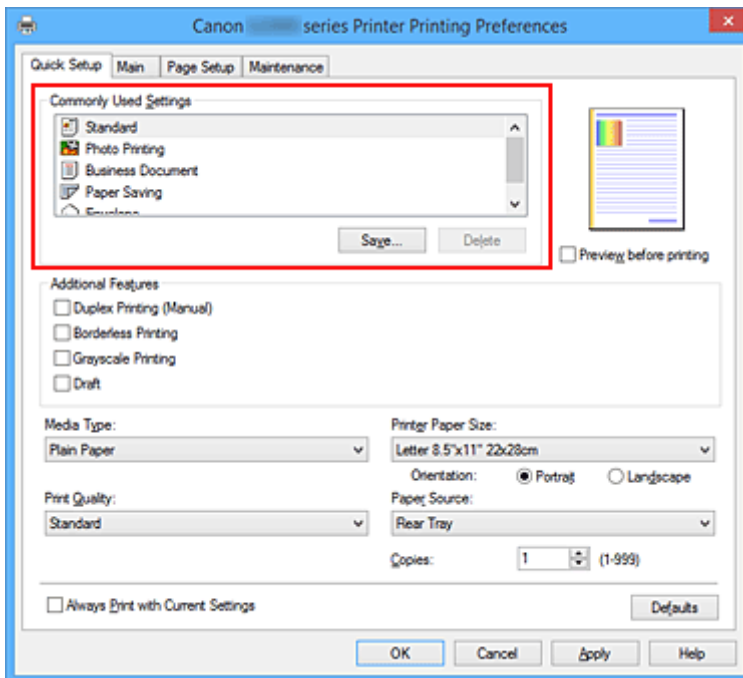 Canon series Printer Printing Preferences
Quick Setup Main Page Setup Maintenance
Commonly Used Settings
Standard
Photo Printing
Business Document
Paper Saving
Envelope
Save... Delete
Preview before printing
Addtional Features
Duplex Printing (Manual)
Borderless Printing
Grayscale Printing
Draft
Media Type: Printer Paper Size:
Plain Paper Letter 8.5"x11" 22x28cm
Orientation: Portrait Landscape
Print Quality: Paper Source:
Standard Rear Tray
Copies: 1 (1-999)
Always Print with Current Settings
Defaults
OK Cancel Apply Help